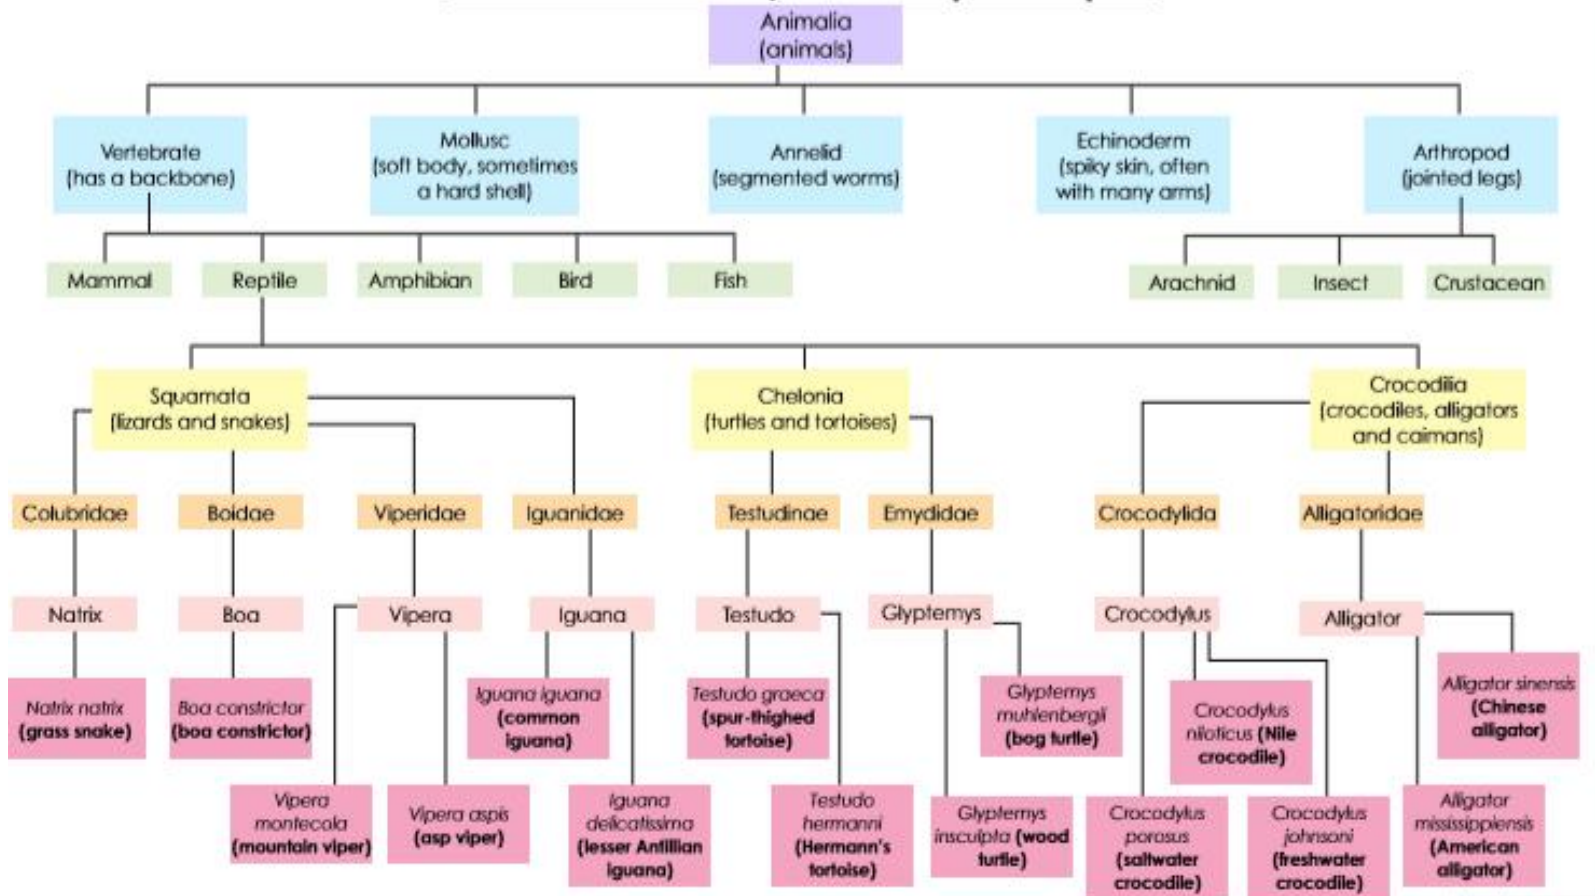 Animalia
(animals)
Vertebrate
(has a backbone)
Mollusc
(soft body, sometimes
a hard shell)
Annelid
(segmented worms)
Echinoderm
(spiky skin, often
with many arms)
Arthropod
(jointed legs)
Mammal
Reptile
Amphibian
Bird
Fish
Arachnid
Insect
Crustacean
Squamata
(lizards and snakes)
Chelonia
(turtles and tortoises)
Crocodilia
(crocodiles, alligators
and caimans)
Colubridae
Boidae
Viperidae
Iguanidae
Testudinae
Emydidae
Crocodylida
Alligatoridae
Natrix
Boa
Vipera
Iguana
Testudo
Glyptemys
Crocodylus
Alligator
Natrix natrix
(grass snake)
Boa constrictor
(boa constrictor)
Iguana iguana
(common
iguana)
Testudo graeca
(spur-thighed
tortoise)
Glyptemys
muhlenbergii
(bog turtle)
Crocodylus
niloticus (Nile
crocodile)
Alligator sinensis
(Chinese
alligator)
Vipera
montecola
(mountain viper)
Vipera aspis
(asp viper)
Iguana
delicatissima
(lesser Antillian
iguana)
Testudo
hermanni
(Hermann's
tortoise)
Glyptemys
insculpta (wood
turtle)
Crocodylus
porosus
(saltwater
crocodile)
Crocodylus
johnsoni
(freshwater
crocodile)
Alligator
mississippiensis
(American
alligator)